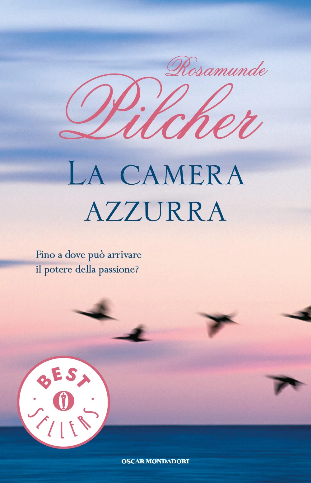 Rosamunde
Pilcher
LA CAMERA
AZZURRA
Fino a dove può arrivare
il potere della passione?
BEST
SELLERS
OSCAR MONDADORI